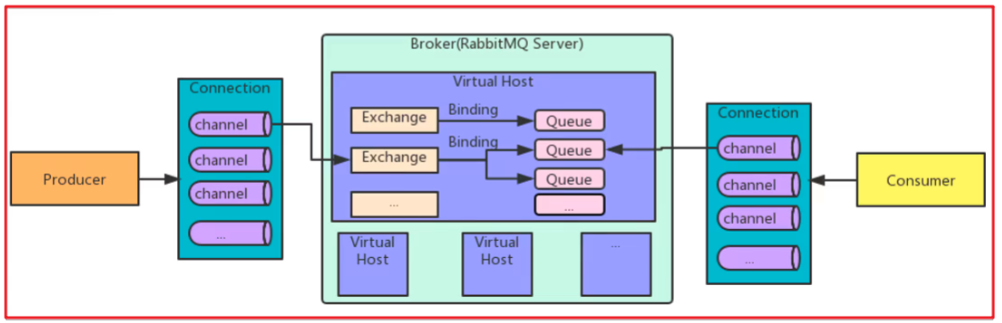 Broker(RabbitMQ Server)
Connection
channel
channel
channel
...
Producer
Virtual Host
Exchange
Binding
Queue
Exchange
Binding
Queue
Queue
...
...
Virtual
Host
Virtual
Host
...
Connection
channel
channel
channel
...
Consumer